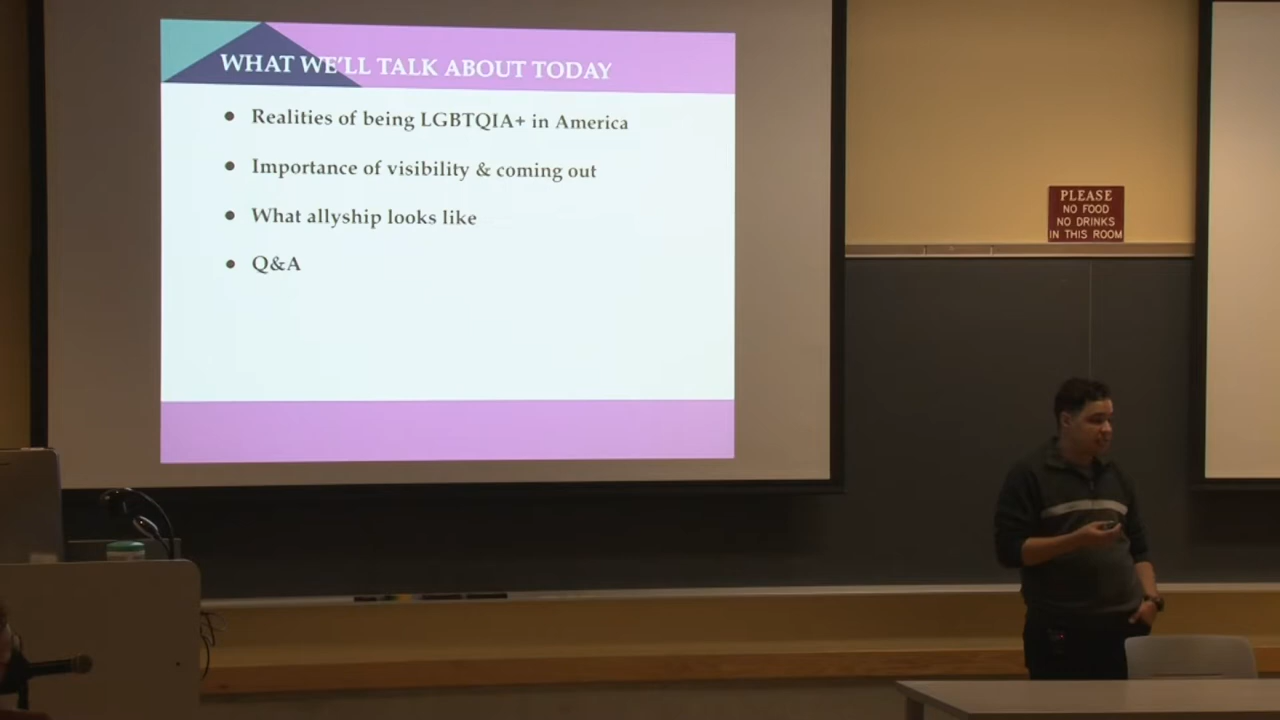 WHAT WE'LL TALK ABOUT TODAY
● Realities of being LGBTQIA+ in America
● Importance of visibility & coming out
● What allyship looks like
● Q&A
PLEASE
NO FOOD
NO DRINKS
IN THIS ROOM